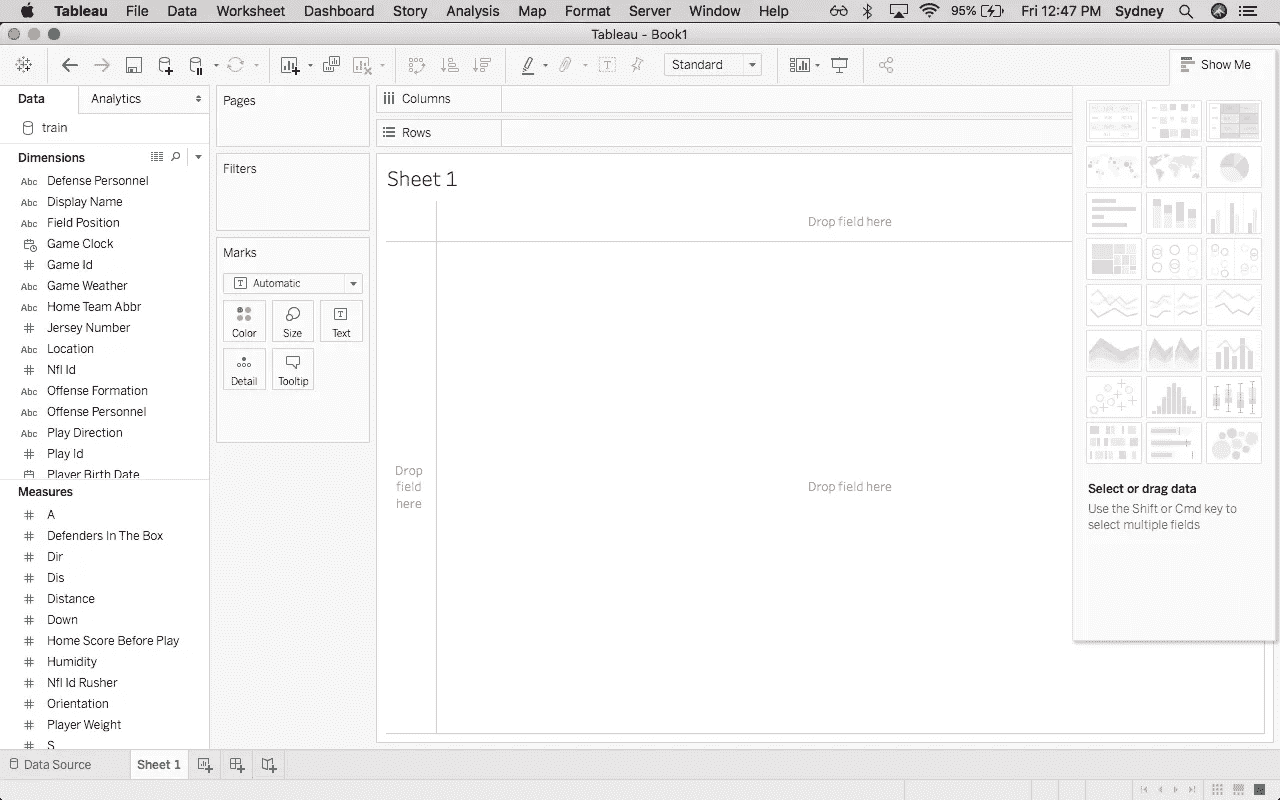 Tableau File Data Worksheet Dashboard Story Analysis Map Format Server Window Help 95% Fri 12:47 PM Sydney
Tableau - Book1
Standard
Show Me
Data Analytics
train
Dimensions
Abc Defense Personnel
Abc Display Name
Abc Field Position
Game Clock
# Game Id
Abc Game Weather
Abc Home Team Abbr
# Jersey Number
Abc Location
# Nfl Id
Abc Offense Formation
Abc Offense Personnel
Abc Play Direction
# Play Id
Player Birth Date
Measures
# A
# Defenders In The Box
# Dir
# Dis
# Distance
# Down
# Home Score Before Play
# Humidity
# Nfl Id Rusher
# Orientation
# Player Weight
# S
Pages
Filters
Marks
T Automatic
Color Size Text
Detail Tooltip
Columns
Rows
Sheet 1
Drop field here
Drop
field
here
Drop field here
Select or drag data
Use the Shift or Cmd key to
select multiple fields
Data Source Sheet 1